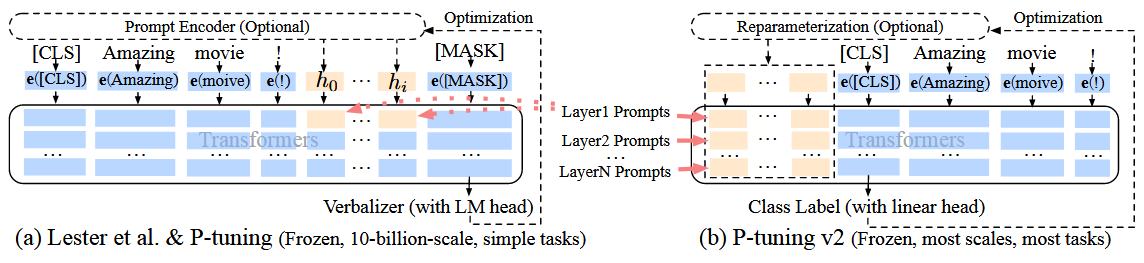 Prompt Encoder (Optional)
Optimization
[CLS] Amazing movie ! [MASK]
e([CLS]) e(Amazing) e(moive) e(!) h0 ... hi e([MASK])
Transformers
... ... ... ... ... ...
Verbalizer (with LM head)
(a) Lester et al. & P-tuning (Frozen, 10-billion-scale, simple tasks)
Layer1 Prompts
Layer2 Prompts
...
LayerN Prompts
Reparameterization (Optional)
Optimization
[CLS] Amazing movie !
... e([CLS]) e(Amazing) e(moive) e(!)
Transformers
... ... ... ... ... ...
Class Label (with linear head)
(b) P-tuning v2 (Frozen, most scales, most tasks)